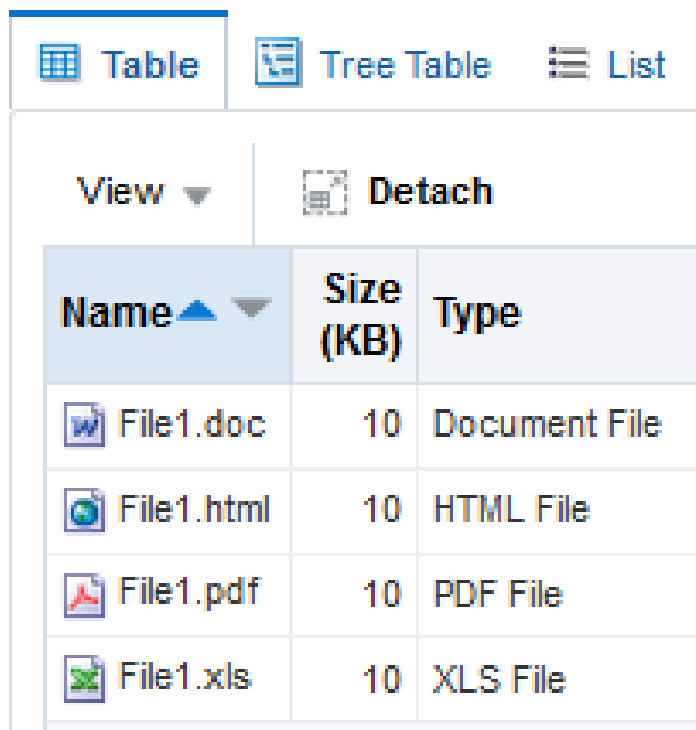 Table Tree Table List
View Detach
Name Size (KB) Type
File1.doc 10 Document File
File1.html 10 HTML File
File1.pdf 10 PDF File
File1.xls 10 XLS File